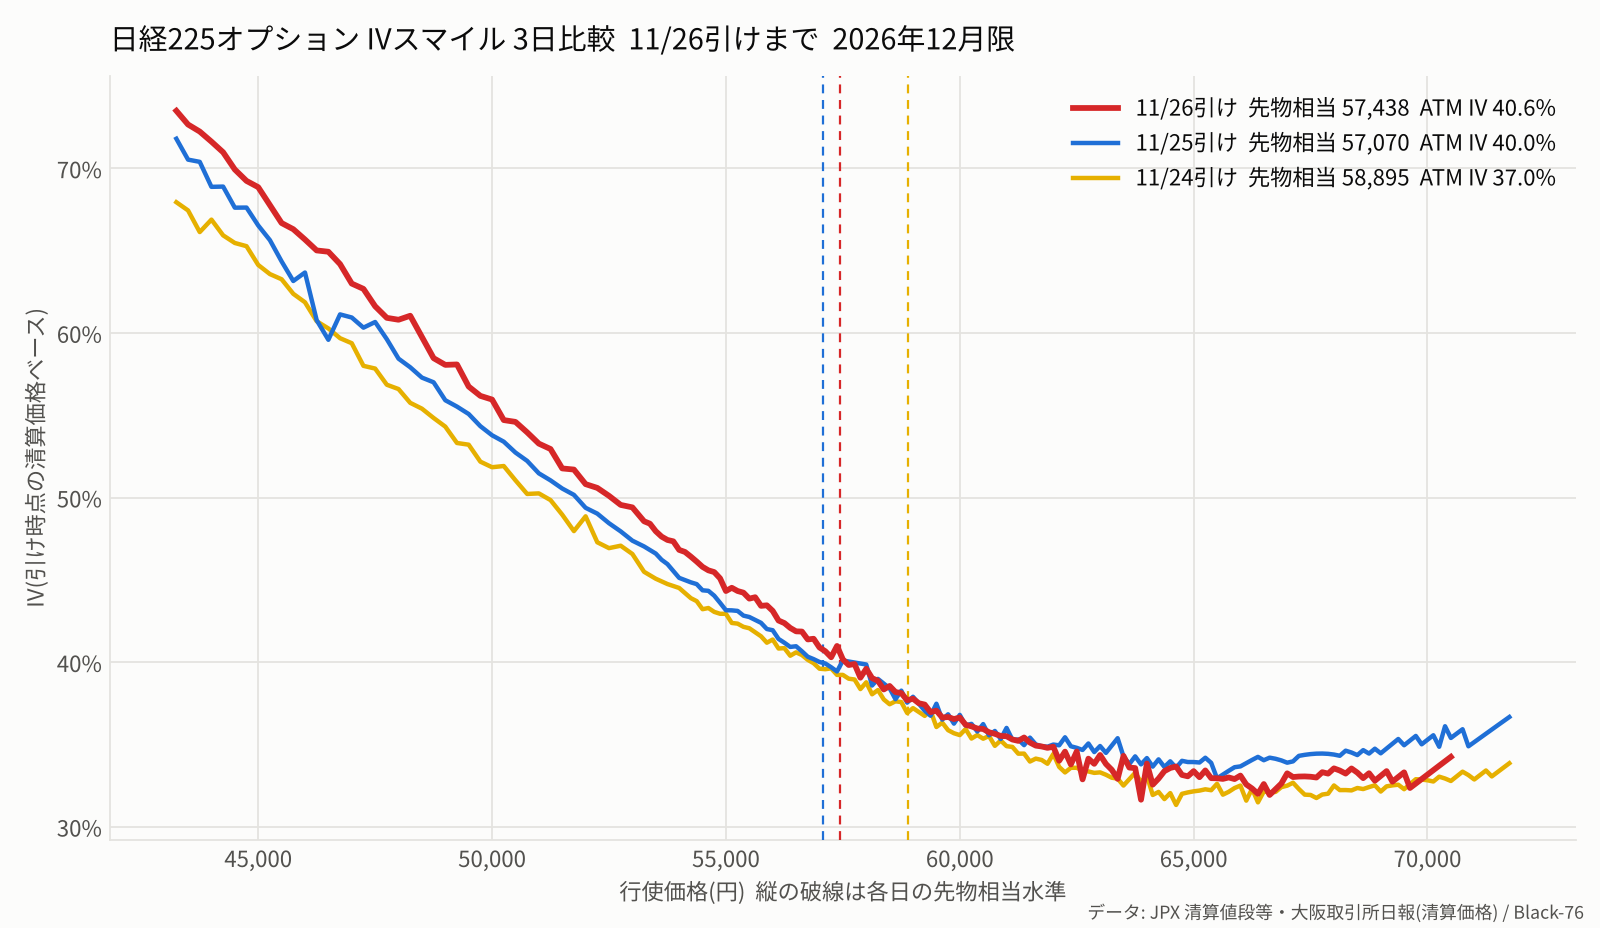 日経225オプション IVスマイル 3日比較 11/26引けまで 2026年12月限
11/26引け 先物相当 57,438 ATM IV 40.6%
11/25引け 先物相当 57,070 ATM IV 40.0%
11/24引け 先物相当 58,895 ATM IV 37.0%
IV(引け時点の清算価格ベース)
70%
60%
50%
40%
30%
45,000 50,000 55,000 60,000 65,000 70,000
行使価格(円) 縦の破線は各日の先物相当水準
データ: JPX 清算値段等・大阪取引所日報(清算価格) / Black-76